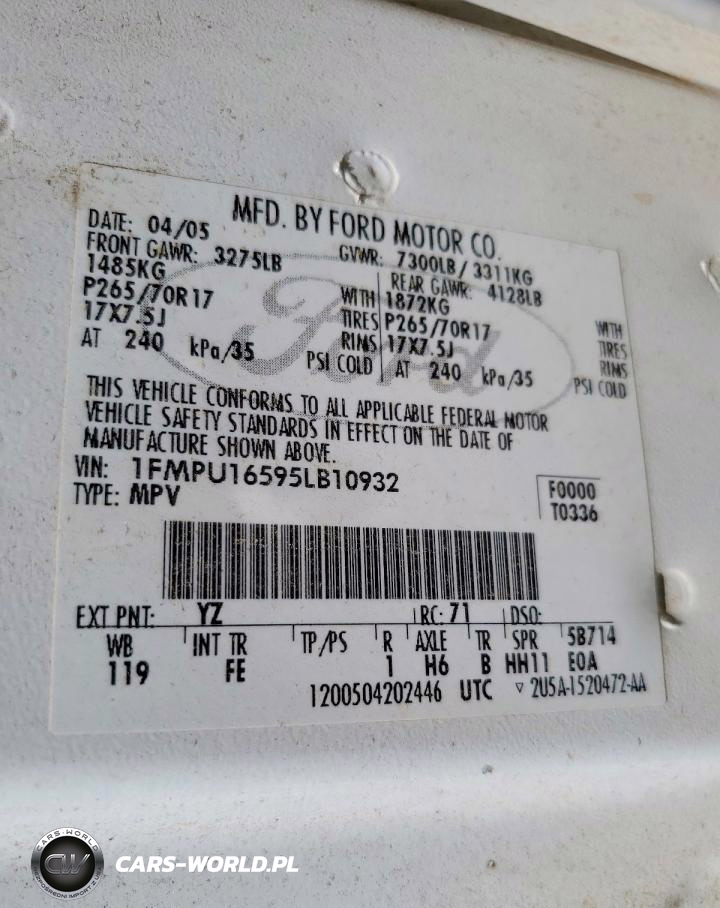 MFD. BY FORD MOTOR CO.
DATE: 04/05 GVWR: 7300LB / 3311KG
FRONT GAWR: 3275LB REAR GAWR: 4128LB
1485KG WITH 1872KG WITH
P265/70R17 TIRES P265/70R17 TIRES
17X7.5J RIMS 17X7.5J RIMS
AT 240 kPa/35 PSI COLD AT 240 kPa/35 PSI COLD
Ford
THIS VEHICLE CONFORMS TO ALL APPLICABLE FEDERAL MOTOR
VEHICLE SAFETY STANDARDS IN EFFECT ON THE DATE OF
MANUFACTURE SHOWN ABOVE.
VIN: 1FMPU16595LB10932
TYPE: MPV
F0000
T0336
EXT PNT: YZ RC: 71 DSO:
WB INT TR TP/PS R AXLE TR SPR 5B714
119 FE 1 H6 B HH11 E0A
1200504202446 UTC ▽ 2U5A-1520472-AA
CARS-WORLD
CW
CARS-WORLD.PL